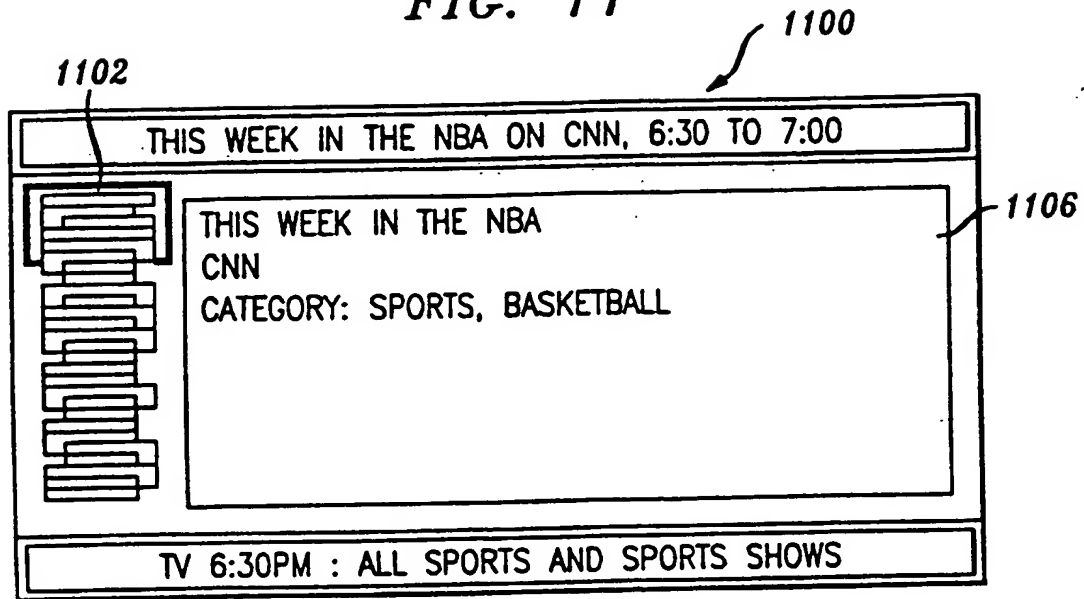 FIG. 11
1100
1102
THIS WEEK IN THE NBA ON CNN, 6:30 TO 7:00
THIS WEEK IN THE NBA
CNN
CATEGORY: SPORTS, BASKETBALL
1106
TV 6:30PM : ALL SPORTS AND SPORTS SHOWS